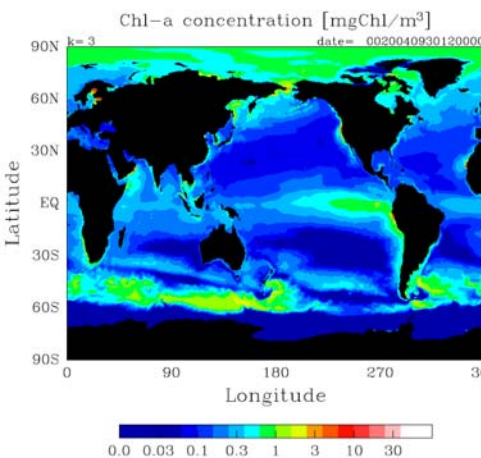 Chl-a concentration [mgChl/m³]
k= 3 date= 0020040930120000
90N
60N
30N
EQ
30S
60S
90S
Latitude
0 90 180 270 36
Longitude
0.0 0.03 0.1 0.3 1 3 10 30